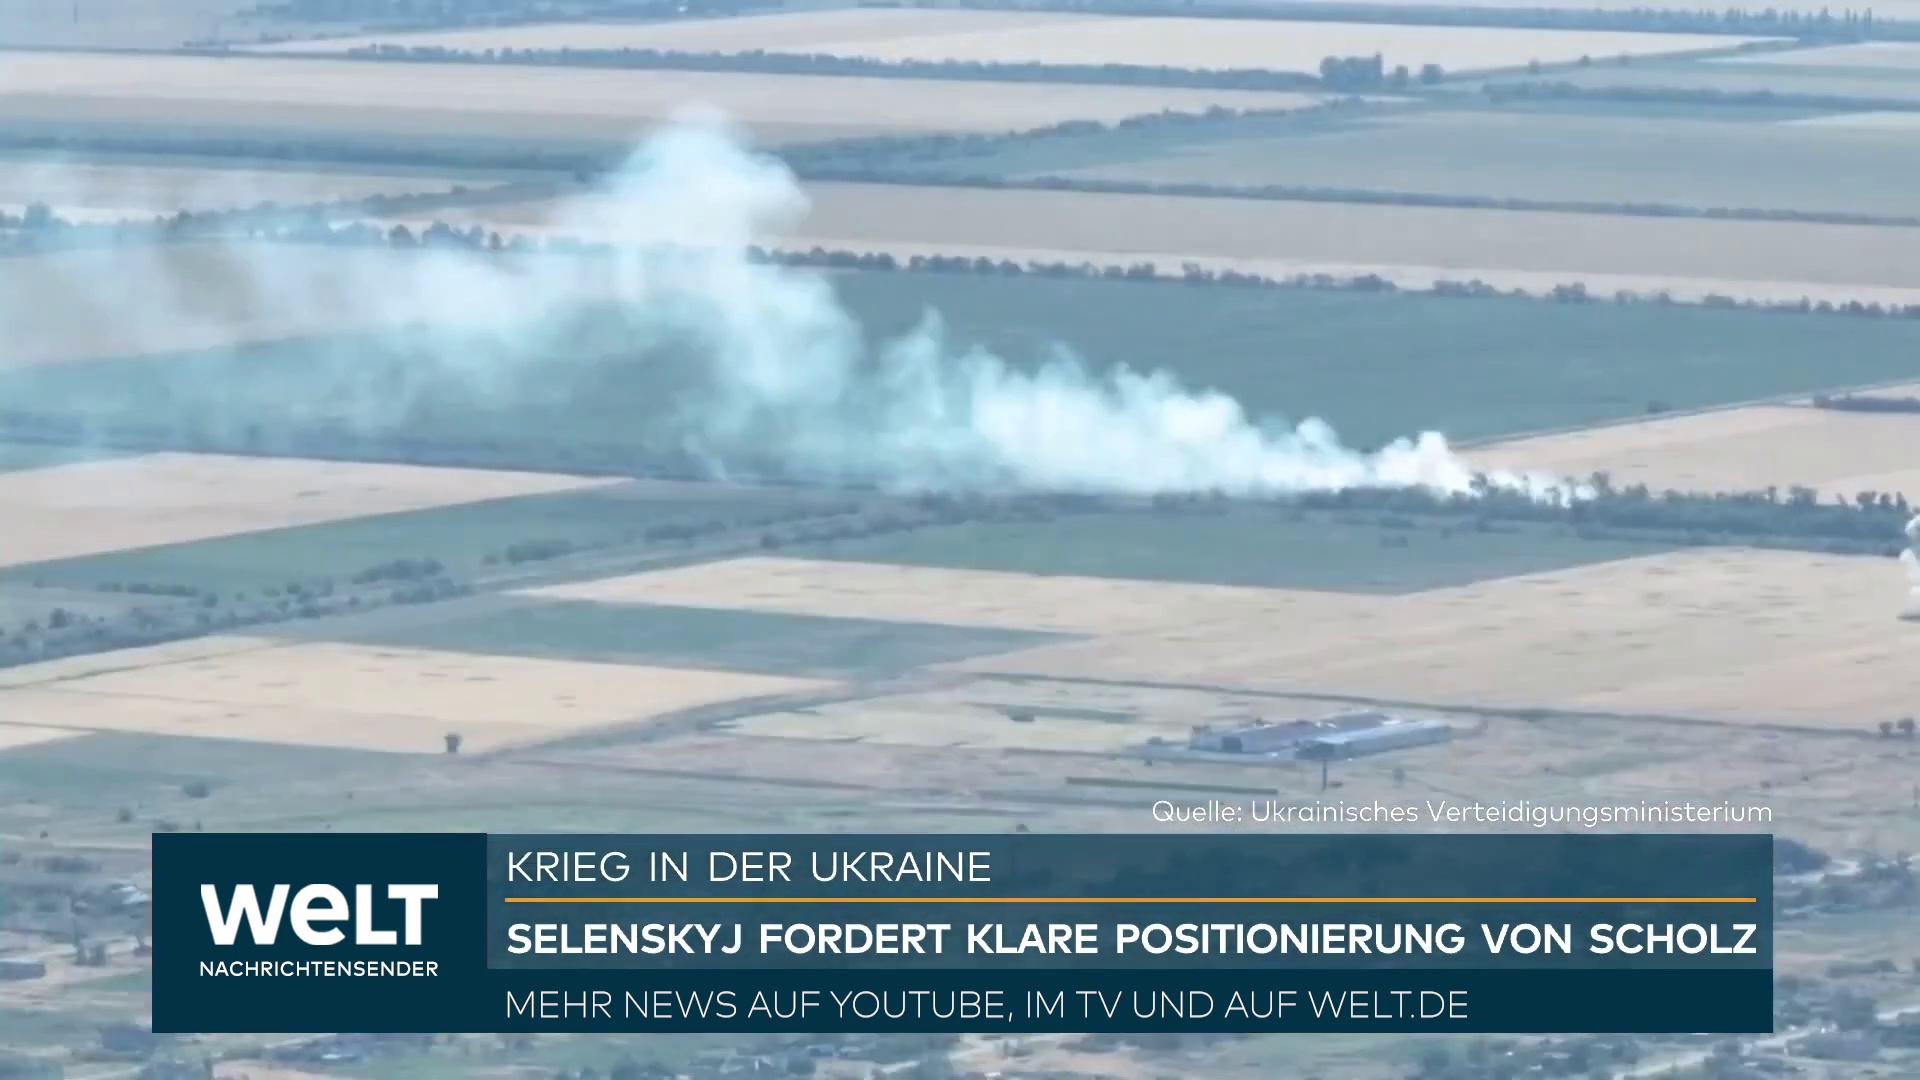 Quelle: Ukrainisches Verteidigungsministerium
KRIEG IN DER UKRAINE
SELENSKYJ FORDERT KLARE POSITIONIERUNG VON SCHOLZ
MEHR NEWS AUF YOUTUBE, IM TV UND AUF WELT.DE
WELT
NACHRICHTENSENDER